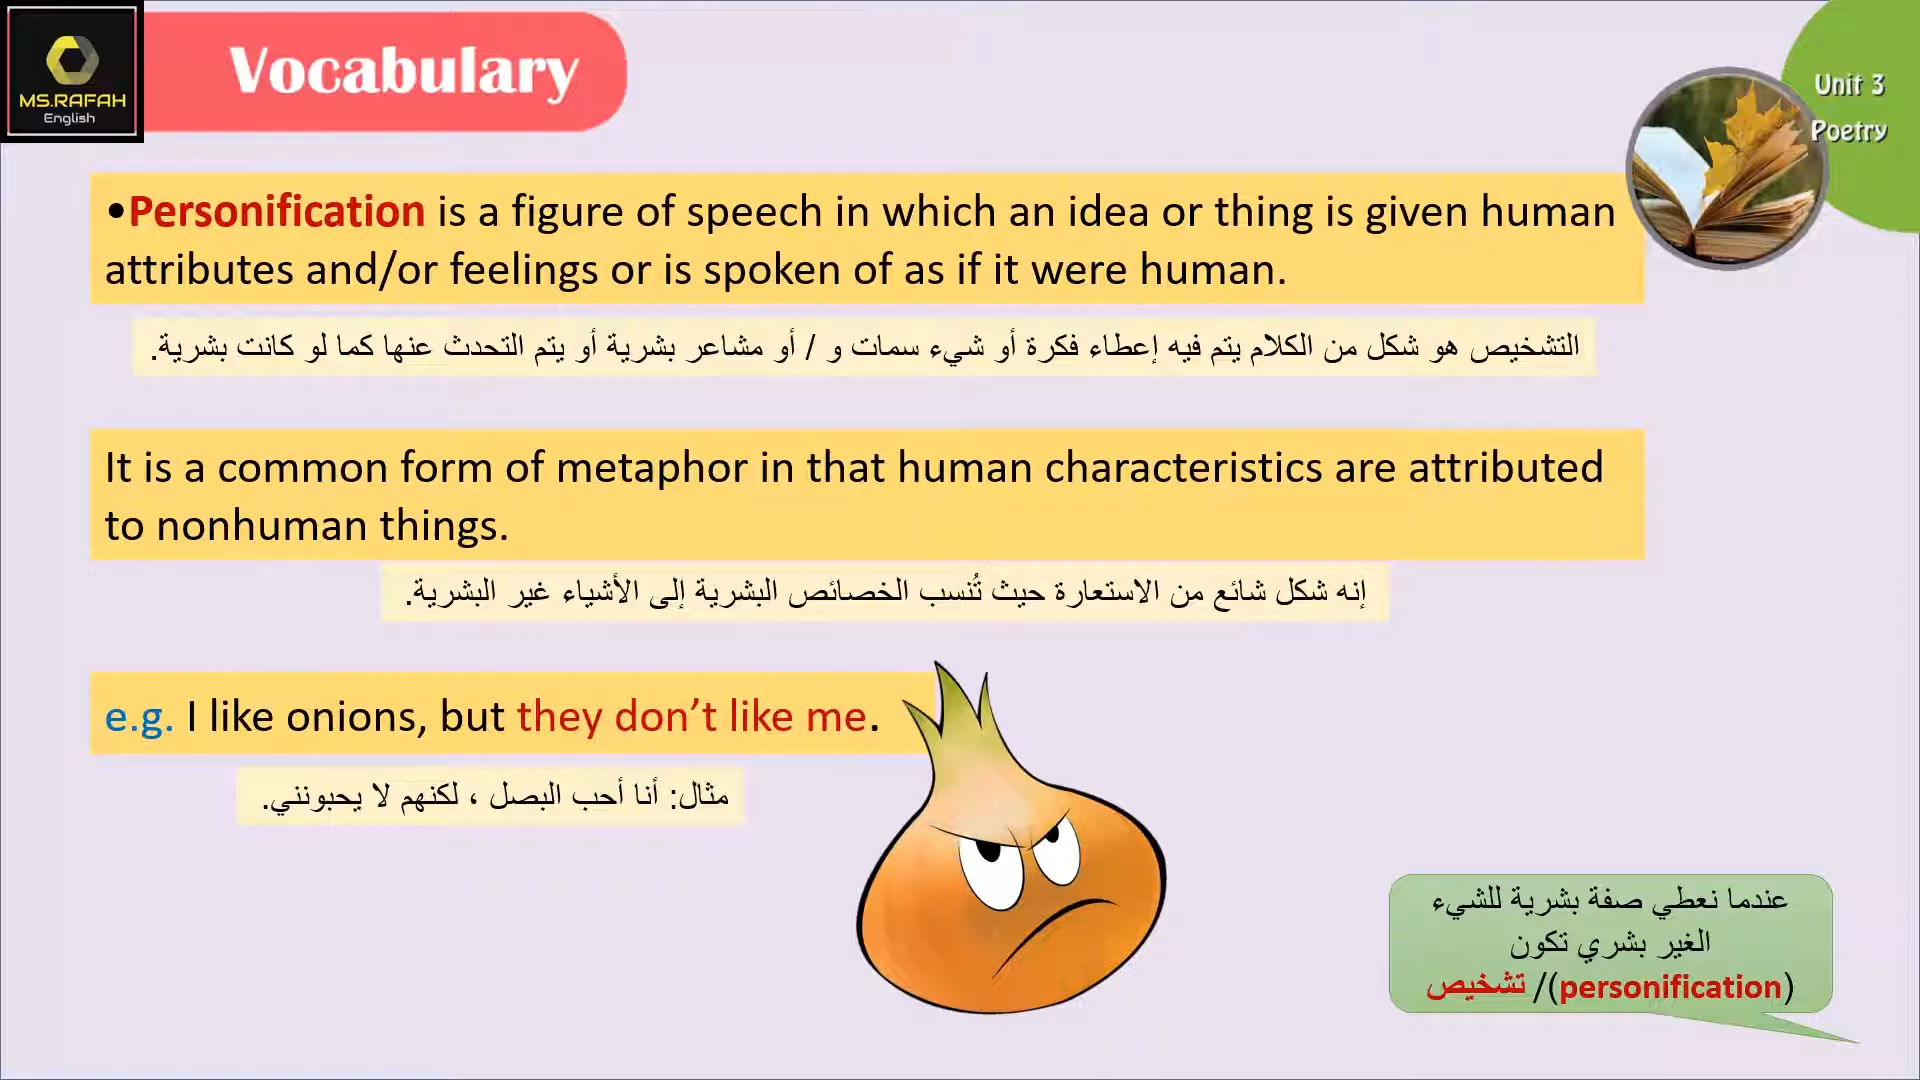 MS.RAFAH
English
Vocabulary
Unit 3
Poetry
•Personification is a figure of speech in which an idea or thing is given human
attributes and/or feelings or is spoken of as if it were human.
التشخيص هو شكل من الكلام يتم فيه إعطاء فكرة أو شيء سمات و / أو مشاعر بشرية أو يتم التحدث عنها كما لو كانت بشرية.
It is a common form of metaphor in that human characteristics are attributed
to nonhuman things.
إنه شكل شائع من الاستعارة حيث تُنسب الخصائص البشرية إلى الأشياء غير البشرية.
e.g. I like onions, but they don’t like me.
مثال: أنا أحب البصل ، لكنهم لا يحبونني.
عندما نعطي صفة بشرية للشيء
الغير بشري تكون
(personification)/ تشخيص